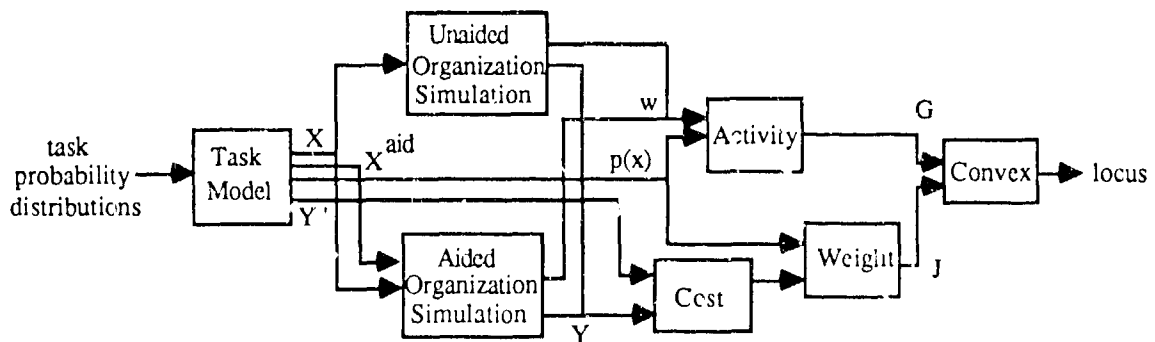 Unaided
Organization
Simulation
w
Activity
G
task
probability
distributions
Task
Model
X
X aid
p(x)
Y'
Convex
locus
Aided
Organization
Simulation
Y
Cost
Weight
J